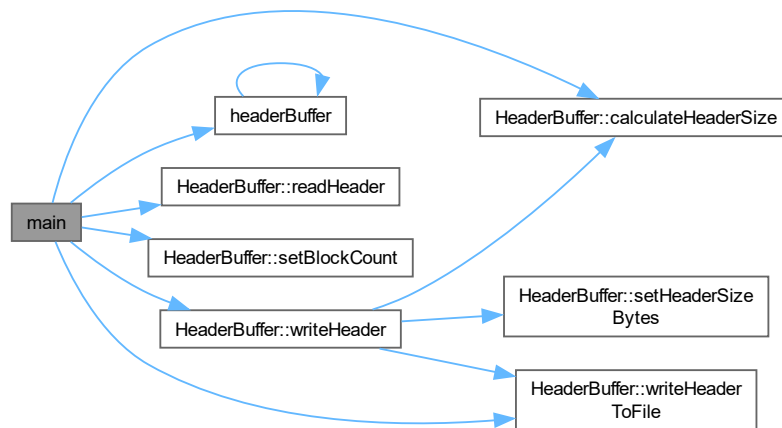 main
headerBuffer
HeaderBuffer::calculateHeaderSize
HeaderBuffer::readHeader
HeaderBuffer::setBlockCount
HeaderBuffer::writeHeader
HeaderBuffer::setHeaderSize
Bytes
HeaderBuffer::writeHeader
ToFile